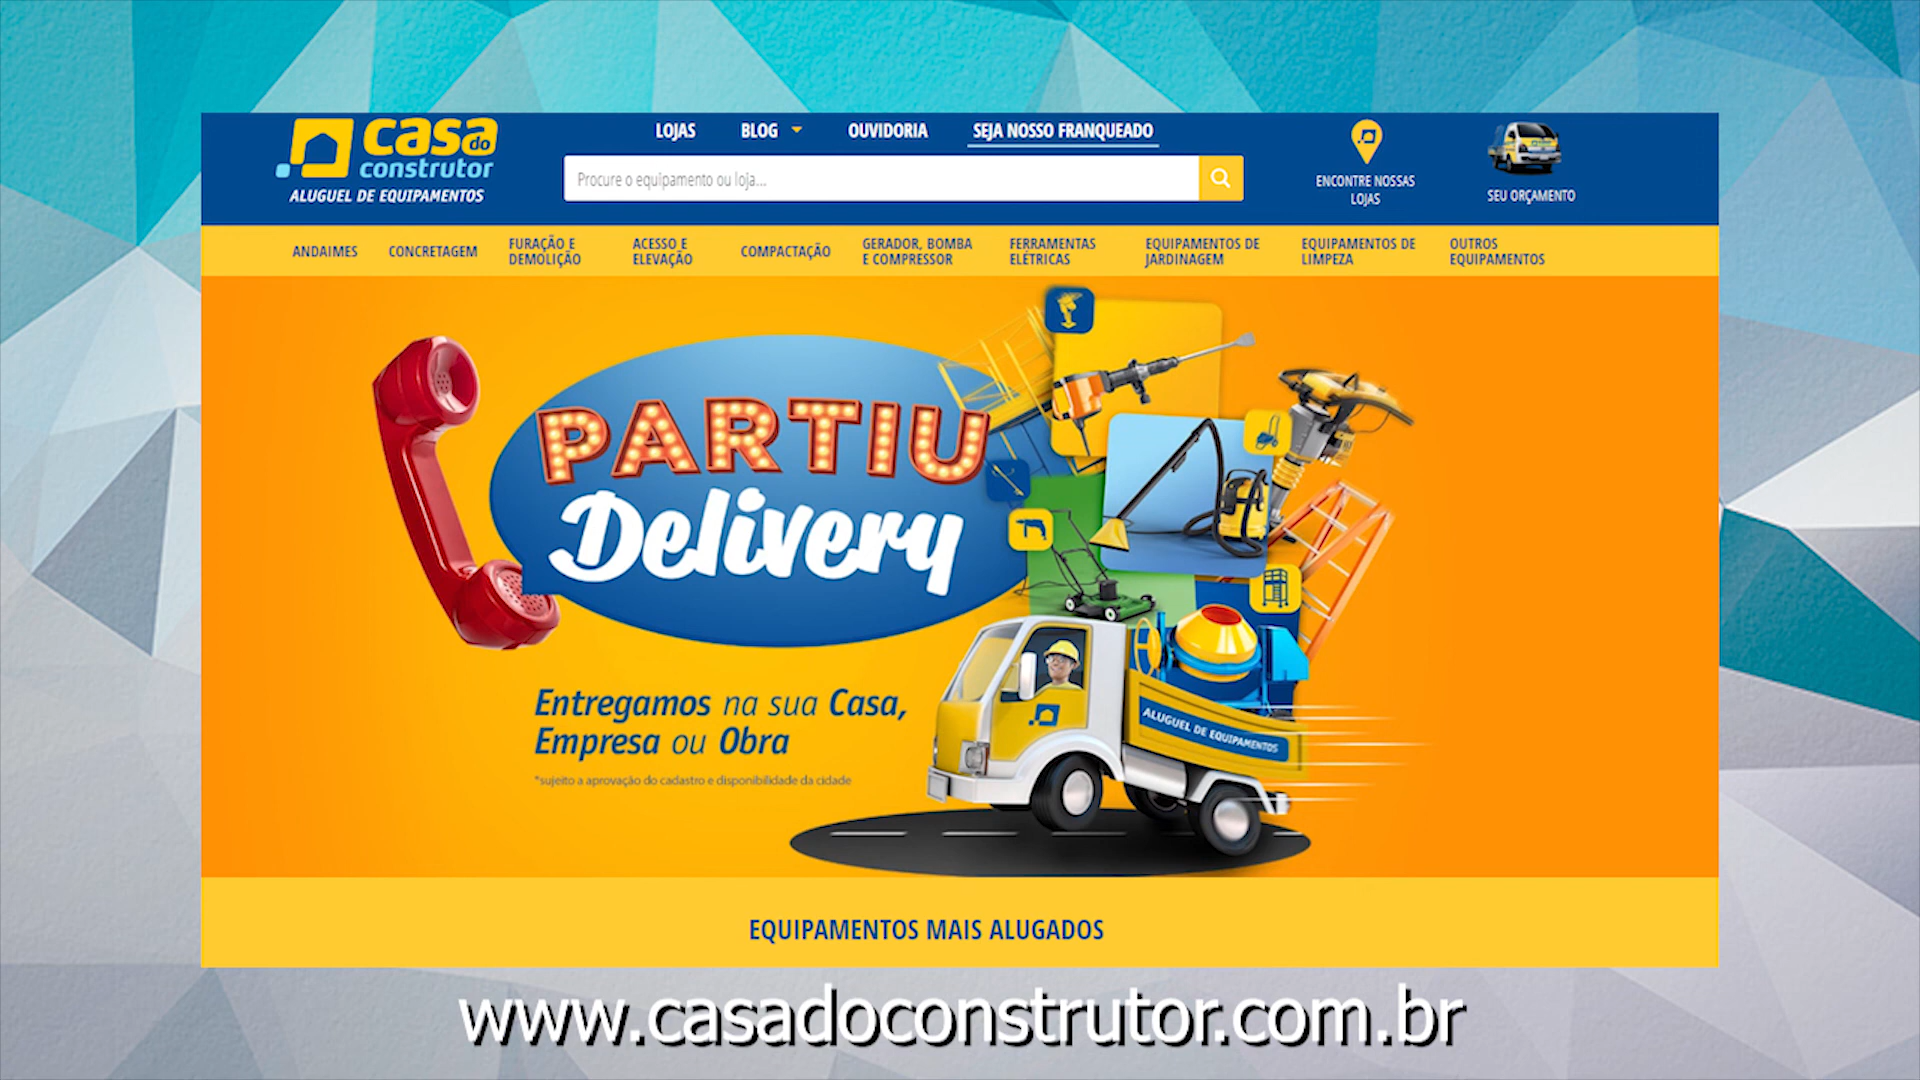 casa do
construtor
ALUGUEL DE EQUIPAMENTOS
LOJAS BLOG OUVIDORIA SEJA NOSSO FRANQUEADO
Procure o equipamento ou loja...
ENCONTRE NOSSAS
LOJAS
SEU ORÇAMENTO
ANDAIMES
CONCRETAGEM
FURAÇÃO E
DEMOLIÇÃO
ACESSO E
ELEVAÇÃO
COMPACTAÇÃO
GERADOR, BOMBA
E COMPRESSOR
FERRAMENTAS
ELÉTRICAS
EQUIPAMENTOS DE
JARDINAGEM
EQUIPAMENTOS DE
LIMPEZA
OUTROS
EQUIPAMENTOS
PARTIU
Delivery
Entregamos na sua Casa,
Empresa ou Obra
*sujeito a aprovação do cadastro e disponibilidade da cidade
ALUGUEL DE EQUIPAMENTOS
EQUIPAMENTOS MAIS ALUGADOS
www.casadoconstrutor.com.br